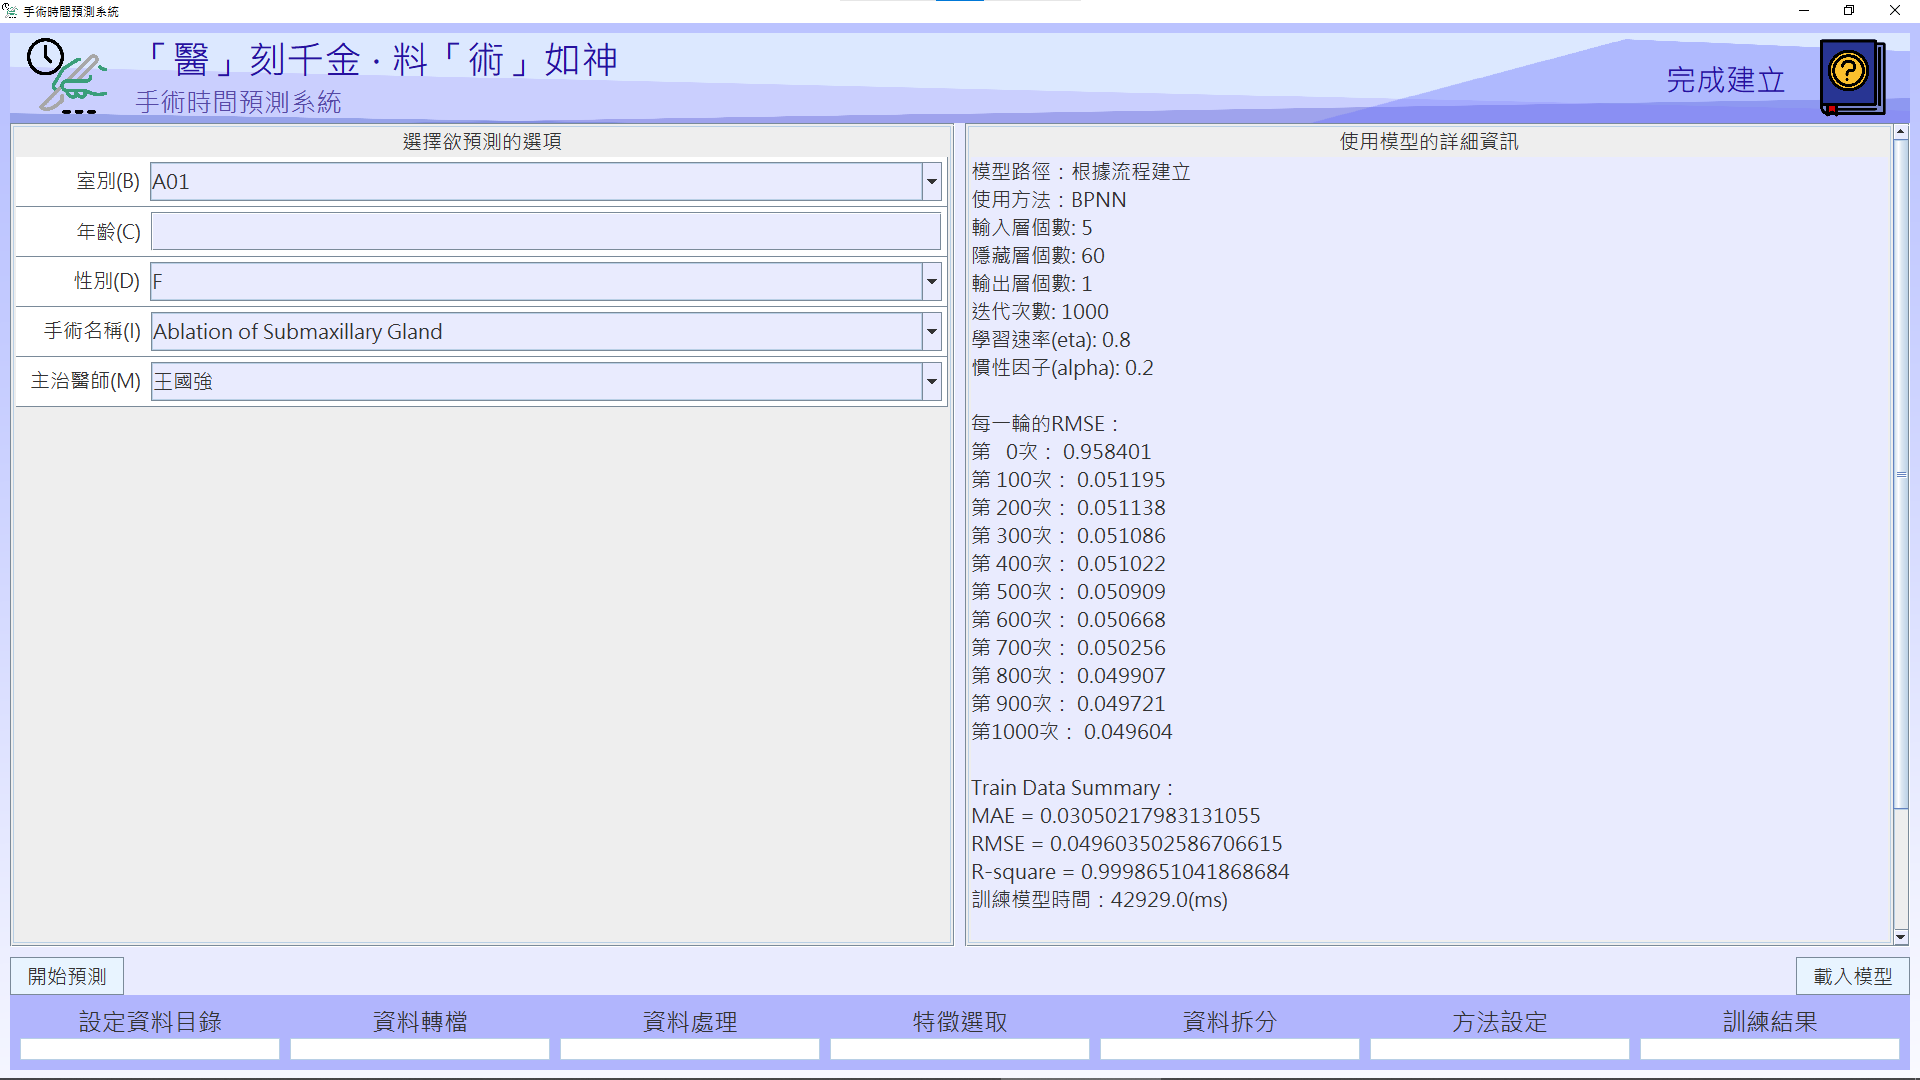 手術時間預測系統
「醫」刻千金·料「術」如神
手術時間預測系統
完成建立
選擇欲預測的選項
室別(B) A01
年齡(C)
性別(D) F
手術名稱(I) Ablation of Submaxillary Gland
主治醫師(M) 王國強
使用模型的詳細資訊
模型路徑：根據流程建立
使用方法：BPNN
輸入層個數: 5
隱藏層個數: 60
輸出層個數: 1
迭代次數: 1000
學習速率(eta): 0.8
慣性因子(alpha): 0.2
每一輪的RMSE：
第   0次： 0.958401
第 100次： 0.051195
第 200次： 0.051138
第 300次： 0.051086
第 400次： 0.051022
第 500次： 0.050909
第 600次： 0.050668
第 700次： 0.050256
第 800次： 0.049907
第 900次： 0.049721
第1000次： 0.049604
Train Data Summary：
MAE = 0.03050217983131055
RMSE = 0.049603502586706615
R-square = 0.9998651041868684
訓練模型時間：42929.0(ms)
開始預測
載入模型
設定資料目錄 資料轉檔 資料處理 特徵選取 資料拆分 方法設定 訓練結果